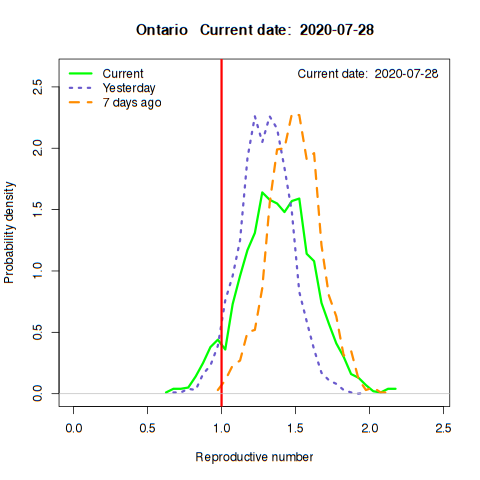 Ontario   Current date:  2020-07-28
Current
Yesterday
7 days ago
Current date:  2020-07-28
Probability density
2.5
2.0
1.5
1.0
0.5
0.0
0.0 0.5 1.0 1.5 2.0 2.5
Reproductive number